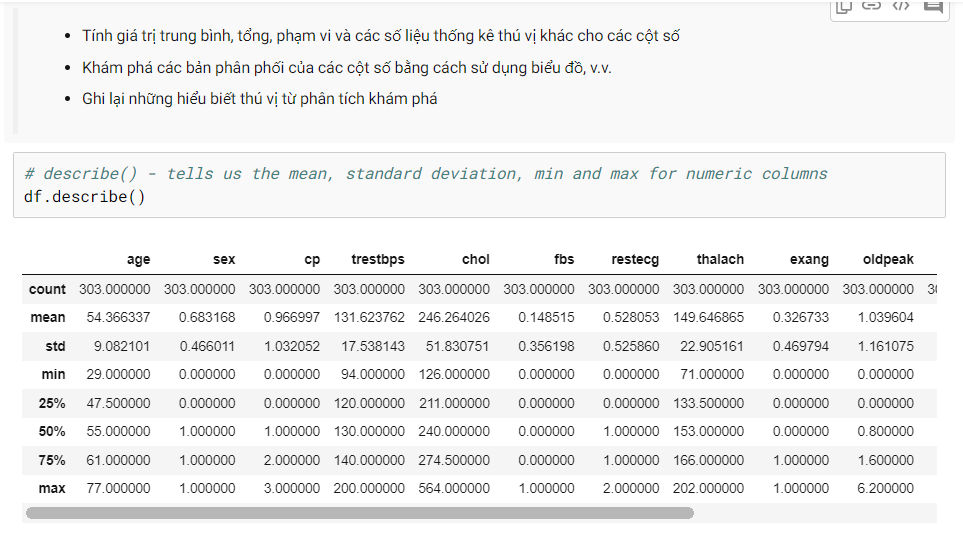 Tính giá trị trung bình, tổng, phạm vi và các số liệu thống kê thú vị khác cho các cột số
Khám phá các bản phân phối của các cột số bằng cách sử dụng biểu đồ, v.v.
Ghi lại những hiểu biết thú vị từ phân tích khám phá
# describe() - tells us the mean, standard deviation, min and max for numeric columns
df.describe()
age sex cp trestbps chol fbs restecg thalach exang oldpeak
count 303.000000 303.000000 303.000000 303.000000 303.000000 303.000000 303.000000 303.000000 303.000000 303.000000
mean 54.366337 0.683168 0.966997 131.623762 246.264026 0.148515 0.528053 149.646865 0.326733 1.039604
std 9.082101 0.466011 1.032052 17.538143 51.830751 0.356198 0.525860 22.905161 0.469794 1.161075
min 29.000000 0.000000 0.000000 94.000000 126.000000 0.000000 0.000000 71.000000 0.000000 0.000000
25% 47.500000 0.000000 0.000000 120.000000 211.000000 0.000000 0.000000 133.500000 0.000000 0.000000
50% 55.000000 1.000000 1.000000 130.000000 240.000000 0.000000 1.000000 153.000000 0.000000 0.800000
75% 61.000000 1.000000 2.000000 140.000000 274.500000 0.000000 1.000000 166.000000 1.000000 1.600000
max 77.000000 1.000000 3.000000 200.000000 564.000000 1.000000 2.000000 202.000000 1.000000 6.200000